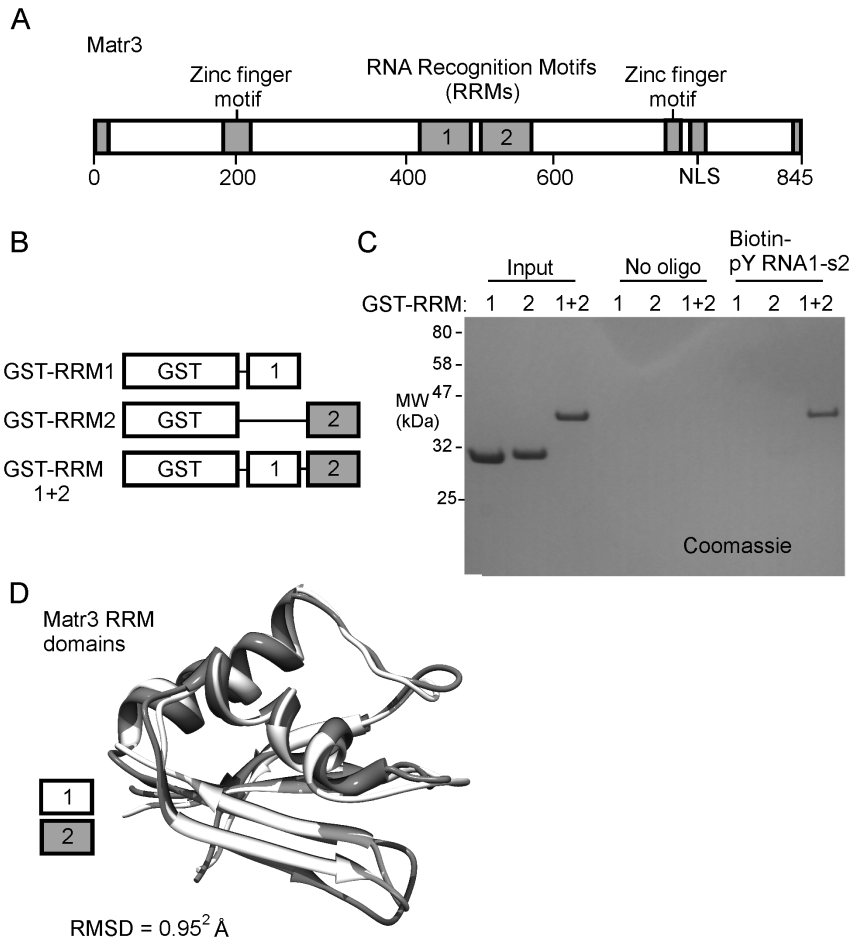 A
Matr3
Zinc finger
motif
RNA Recognition Motifs
(RRMs)
Zinc finger
motif
1
2
0
200
400
600
NLS
845
B
GST-RRM1
GST
1
GST-RRM2
GST
2
GST-RRM
1+2
GST
1
2
C
Input
No oligo
Biotin-
pY RNA1-s2
GST-RRM:
1 2 1+2 1 2 1+2 1 2 1+2
80
58
47
MW
(kDa)
32
25
Coomassie
D
Matr3 RRM
domains
1
2
RMSD = 0.95² Å